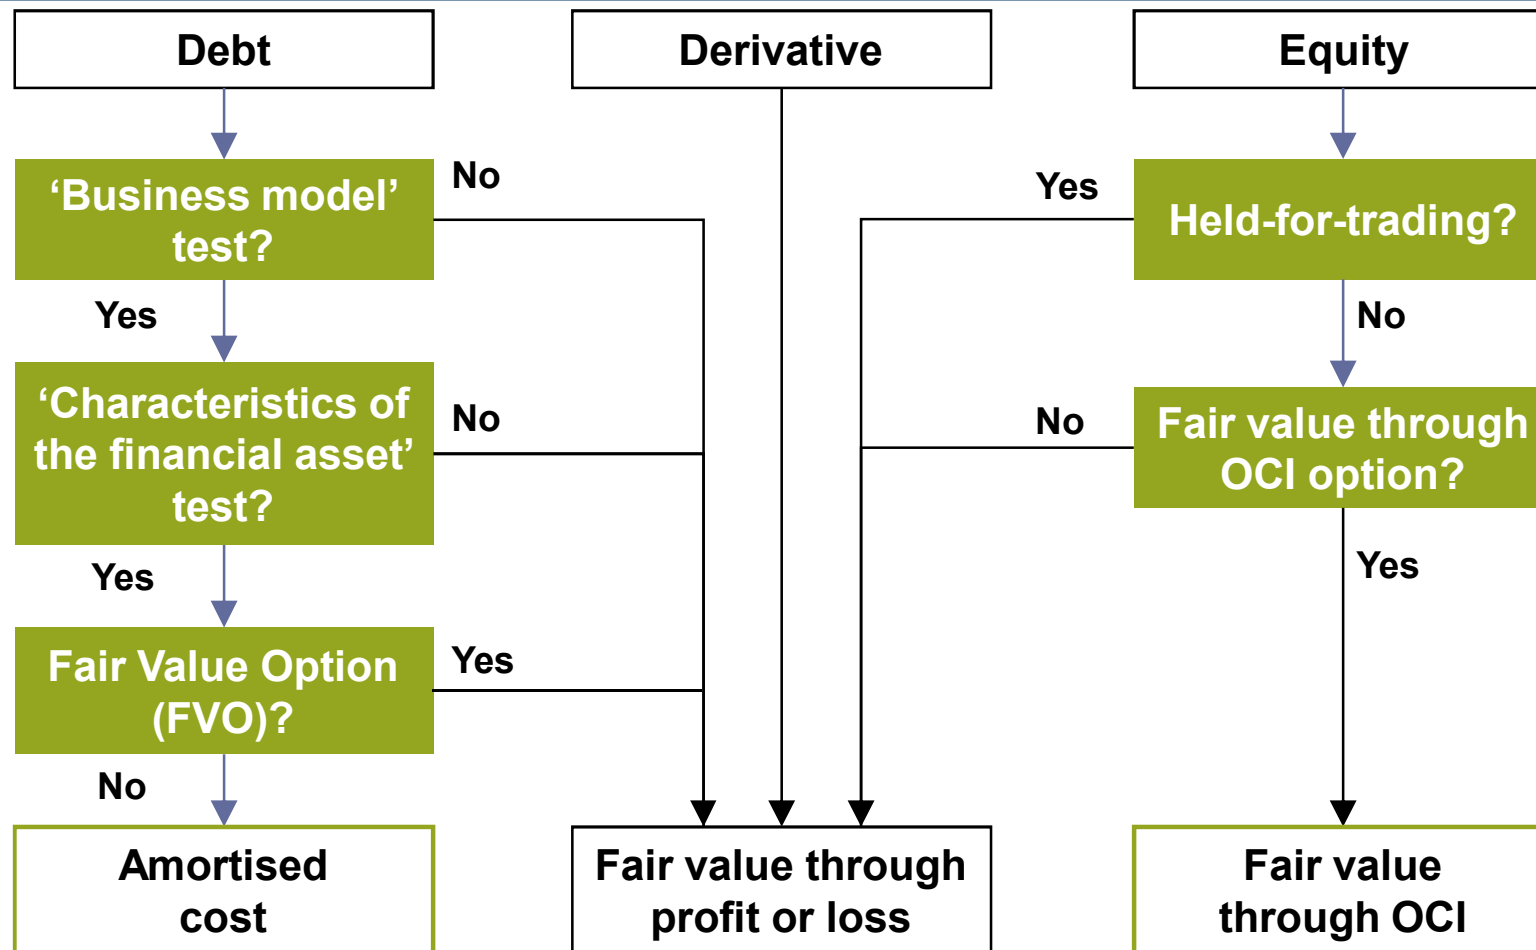 Debt
Derivative
Equity
‘Business model’
test?
No
Yes
Held-for-trading?
Yes
No
‘Characteristics of
the financial asset’
test?
No
No
Fair value through
OCI option?
Yes
Yes
Fair Value Option
(FVO)?
Yes
No
Amortised
cost
Fair value through
profit or loss
Fair value
through OCI